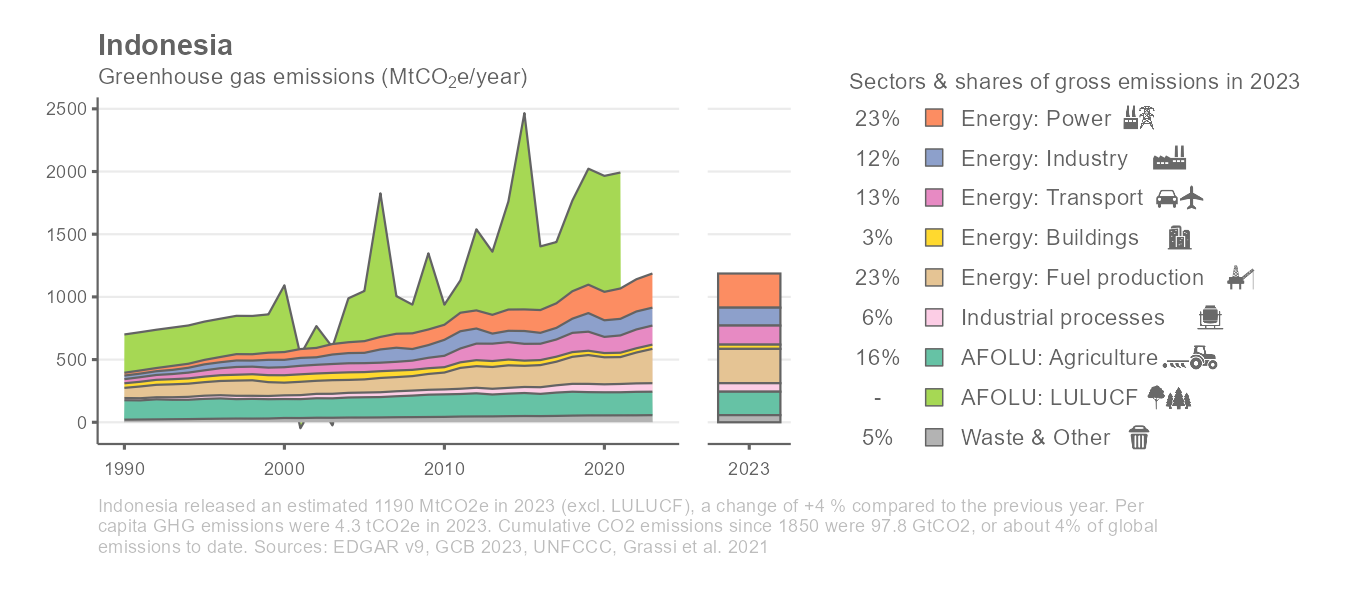 Indonesia
Greenhouse gas emissions (MtCO₂e/year)
2500
2000
1500
1000
500
0
1990
2000
2010
2020
2023
Sectors & shares of gross emissions in 2023
23% Energy: Power
12% Energy: Industry
13% Energy: Transport
3% Energy: Buildings
23% Energy: Fuel production
6% Industrial processes
16% AFOLU: Agriculture
- AFOLU: LULUCF
5% Waste & Other
Indonesia released an estimated 1190 MtCO2e in 2023 (excl. LULUCF), a change of +4 % compared to the previous year. Per
capita GHG emissions were 4.3 tCO2e in 2023. Cumulative CO2 emissions since 1850 were 97.8 GtCO2, or about 4% of global
emissions to date. Sources: EDGAR v9, GCB 2023, UNFCCC, Grassi et al. 2021